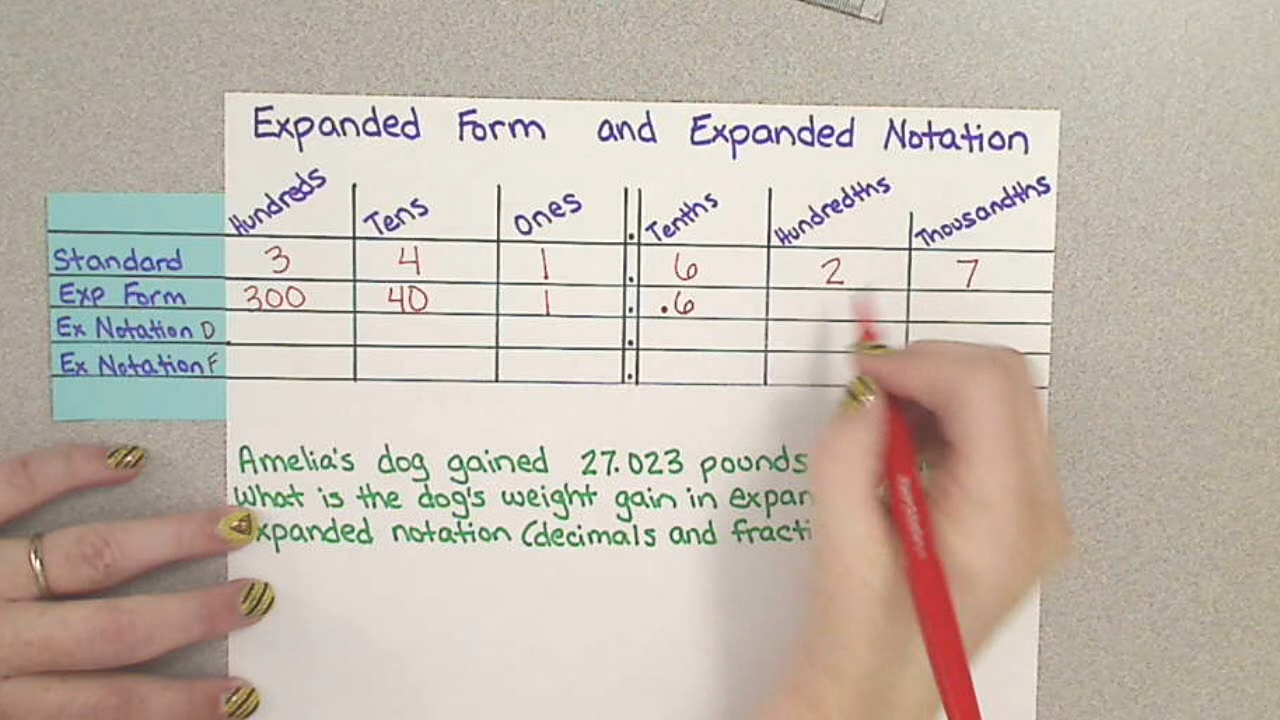 Expanded Form and Expanded Notation
Hundreds Tens Ones . Tenths Hundredths Thousandths
Standard 3 4 1 . 6 2 7
Exp Form 300 40 1 . .6
Ex Notation D .
Ex Notation F .
Amelia's dog gained 27.023 pounds
What is the dog's weight gain in expan
expanded notation (decimals and fracti